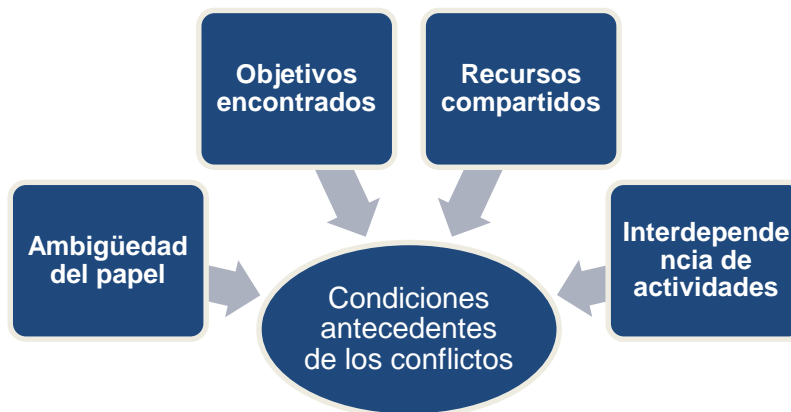 Objetivos
encontrados
Recursos
compartidos
Ambigüedad
del papel
Interdepende
ncia de
actividades
Condiciones
antecedentes
de los conflictos